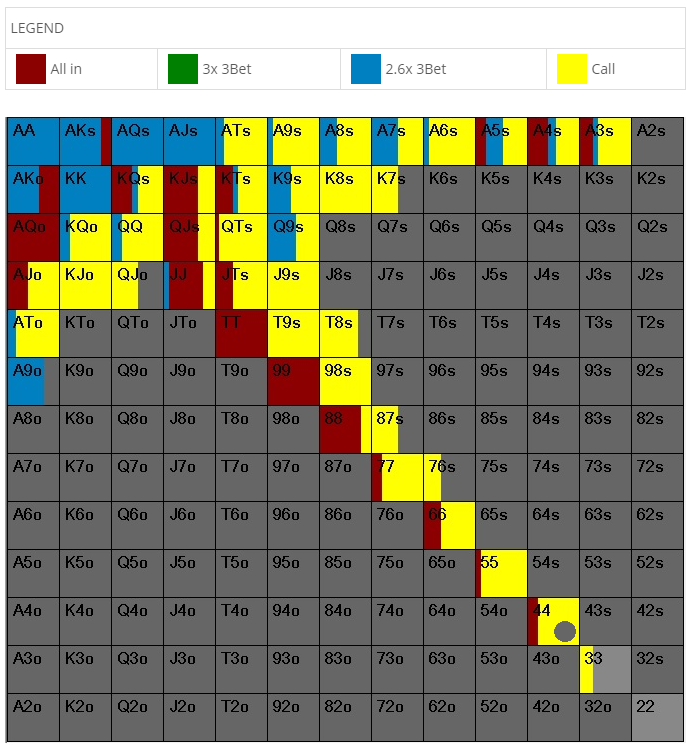 LEGEND
All in 3x 3Bet 2.6x 3Bet Call
AA AKs AQs AJs ATs A9s A8s A7s A6s A5s A4s A3s A2s
AKo KK KQs KJs KTs K9s K8s K7s K6s K5s K4s K3s K2s
AQo KQo QQ QJs QTs Q9s Q8s Q7s Q6s Q5s Q4s Q3s Q2s
AJo KJo QJo JJ JTs J9s J8s J7s J6s J5s J4s J3s J2s
ATo KTo QTo JTo TT T9s T8s T7s T6s T5s T4s T3s T2s
A9o K9o Q9o J9o T9o 99 98s 97s 96s 95s 94s 93s 92s
A8o K8o Q8o J8o T8o 98o 88 87s 86s 85s 84s 83s 82s
A7o K7o Q7o J7o T7o 97o 87o 77 76s 75s 74s 73s 72s
A6o K6o Q6o J6o T6o 96o 86o 76o 66 65s 64s 63s 62s
A5o K5o Q5o J5o T5o 95o 85o 75o 65o 55 54s 53s 52s
A4o K4o Q4o J4o T4o 94o 84o 74o 64o 54o 44 43s 42s
A3o K3o Q3o J3o T3o 93o 83o 73o 63o 53o 43o 33 32s
A2o K2o Q2o J2o T2o 92o 82o 72o 62o 52o 42o 32o 22